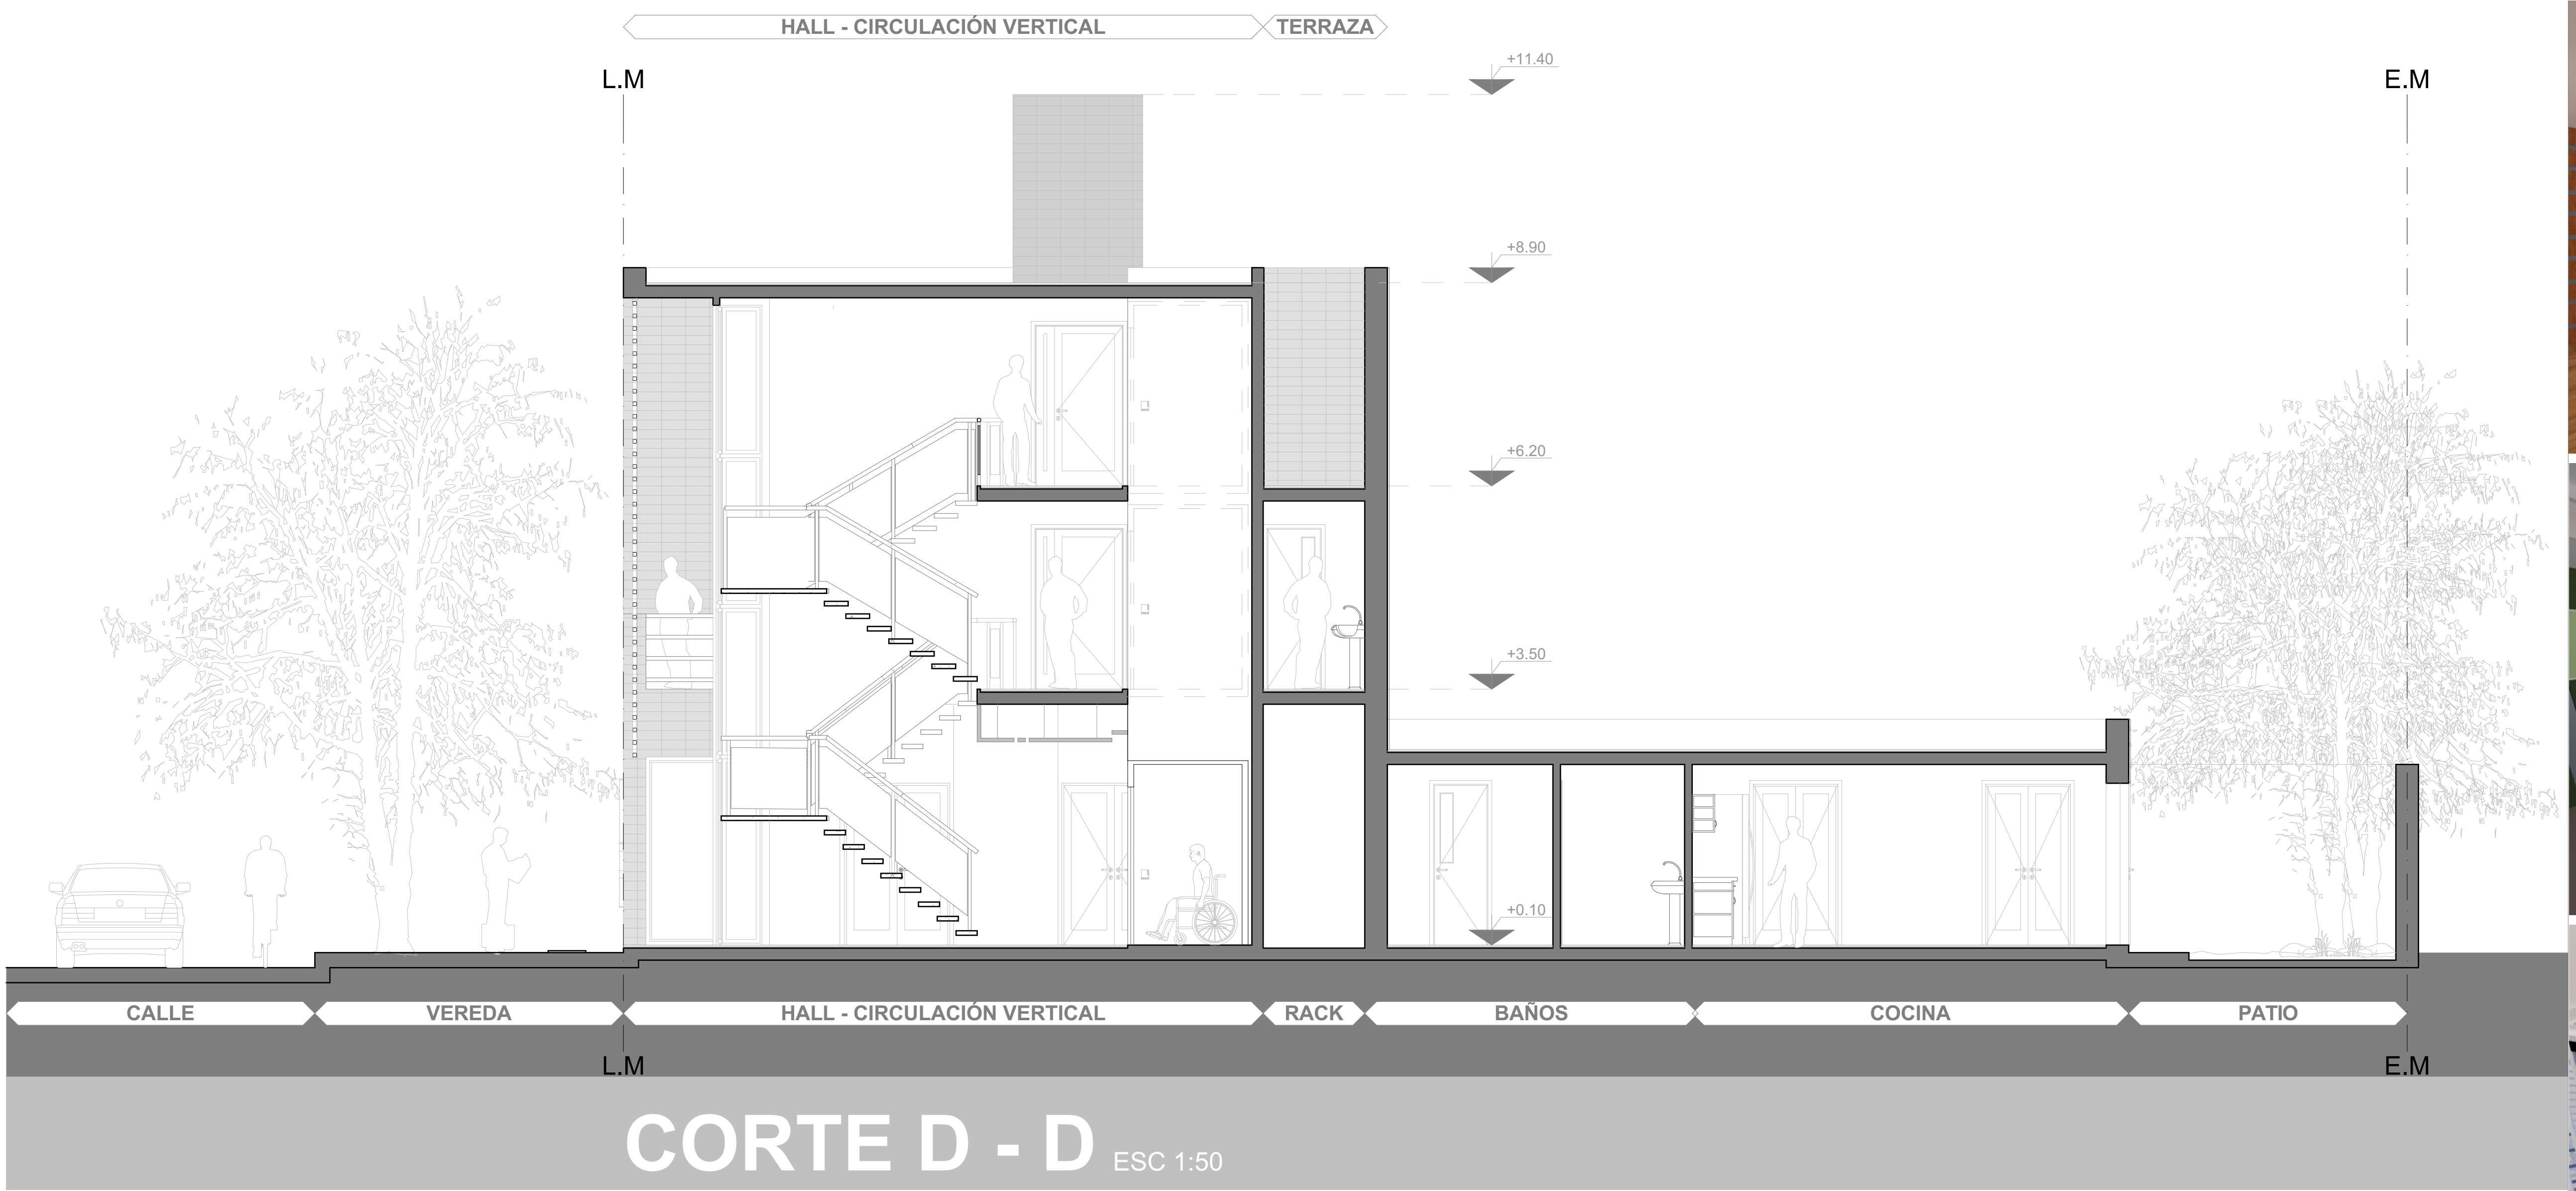 HALL - CIRCULACIÓN VERTICAL
TERRAZA
L.M
E.M
+11.40
+8.90
+6.20
+3.50
+0.10
CALLE
VEREDA
HALL - CIRCULACIÓN VERTICAL
RACK
BAÑOS
COCINA
PATIO
L.M
E.M
CORTE D - D ESC 1:50